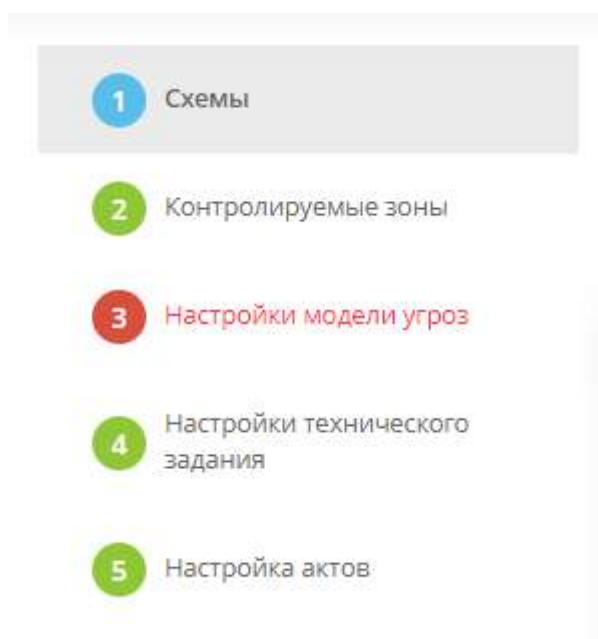 1 Схемы
2 Контролируемые зоны
3 Настройки модели угроз
4 Настройки технического
задания
5 Настройка актов